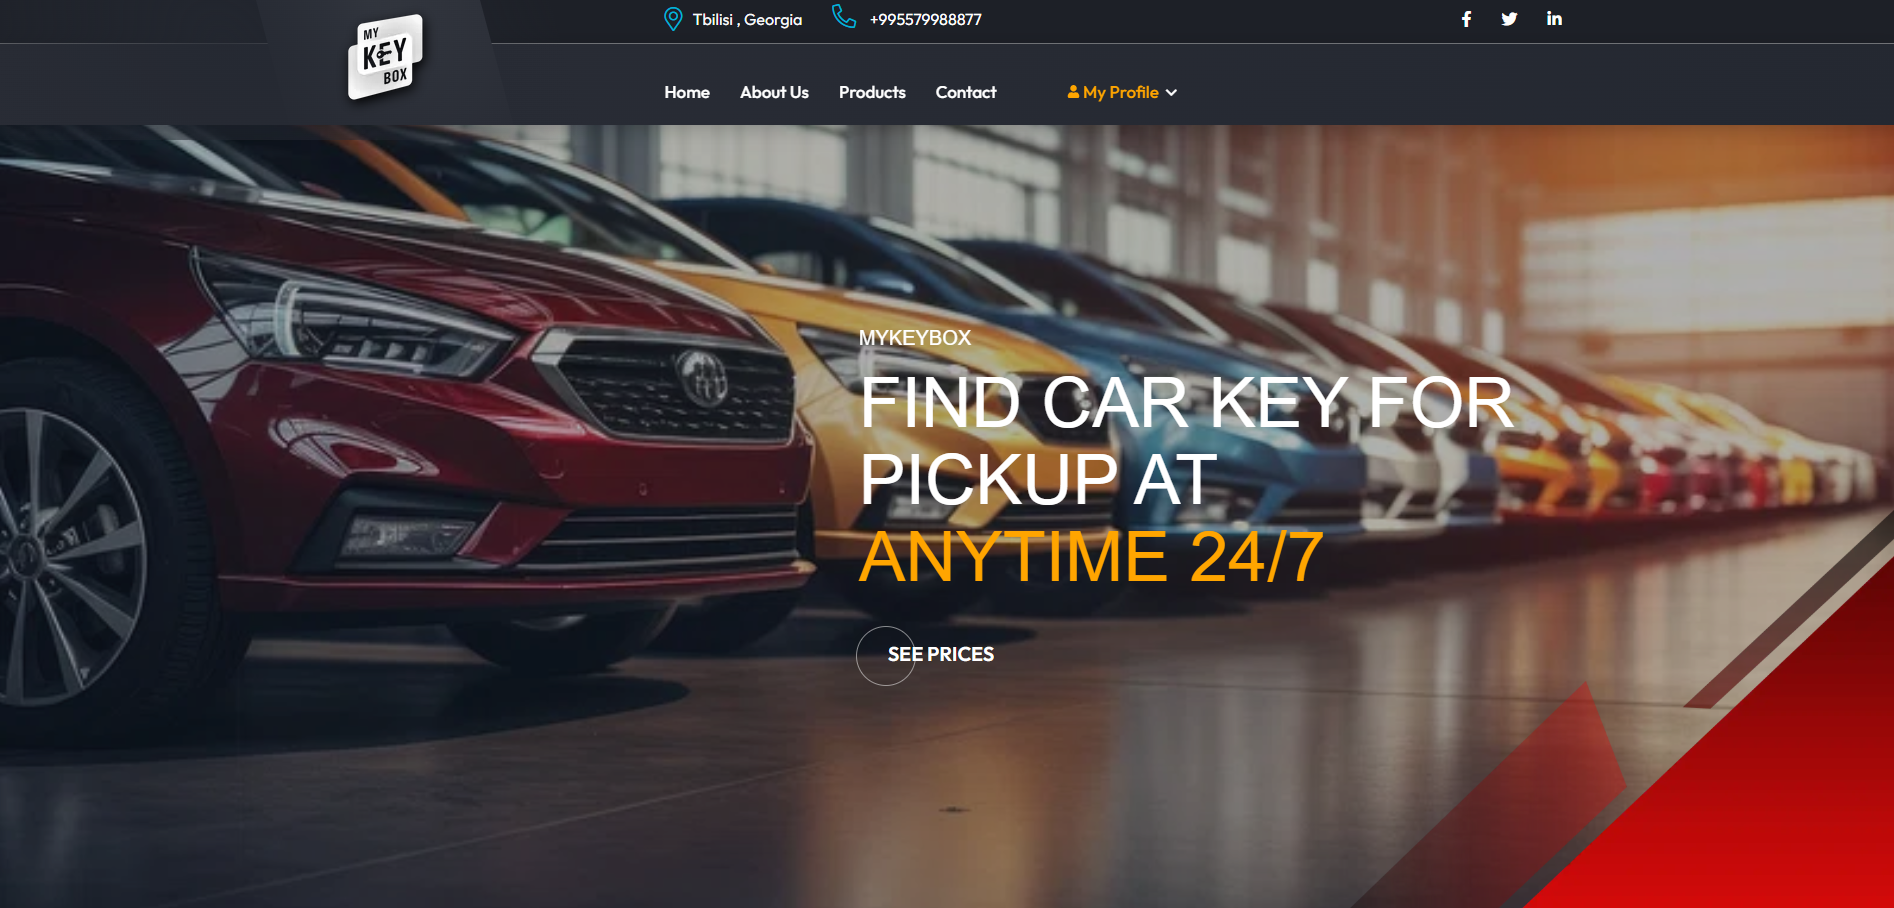 MY
KEY
BOX
Tbilisi , Georgia
+995579988877
Home
About Us
Products
Contact
My Profile
MYKEYBOX
FIND CAR KEY FOR
PICKUP AT
ANYTIME 24/7
SEE PRICES